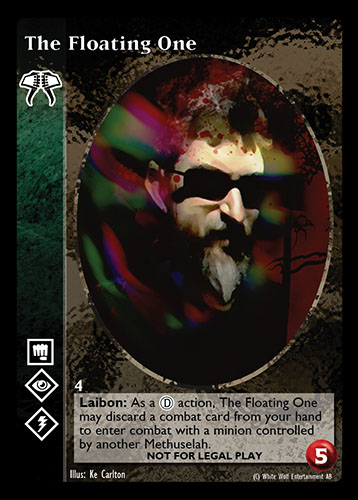 The Floating One
4
Laibon: As a Ⓓ action, The Floating One
may discard a combat card from your hand
to enter combat with a minion controlled
by another Methuselah.
NOT FOR LEGAL PLAY
5
Illus: Ke Carlton
(C) White Wolf Entertainment AB